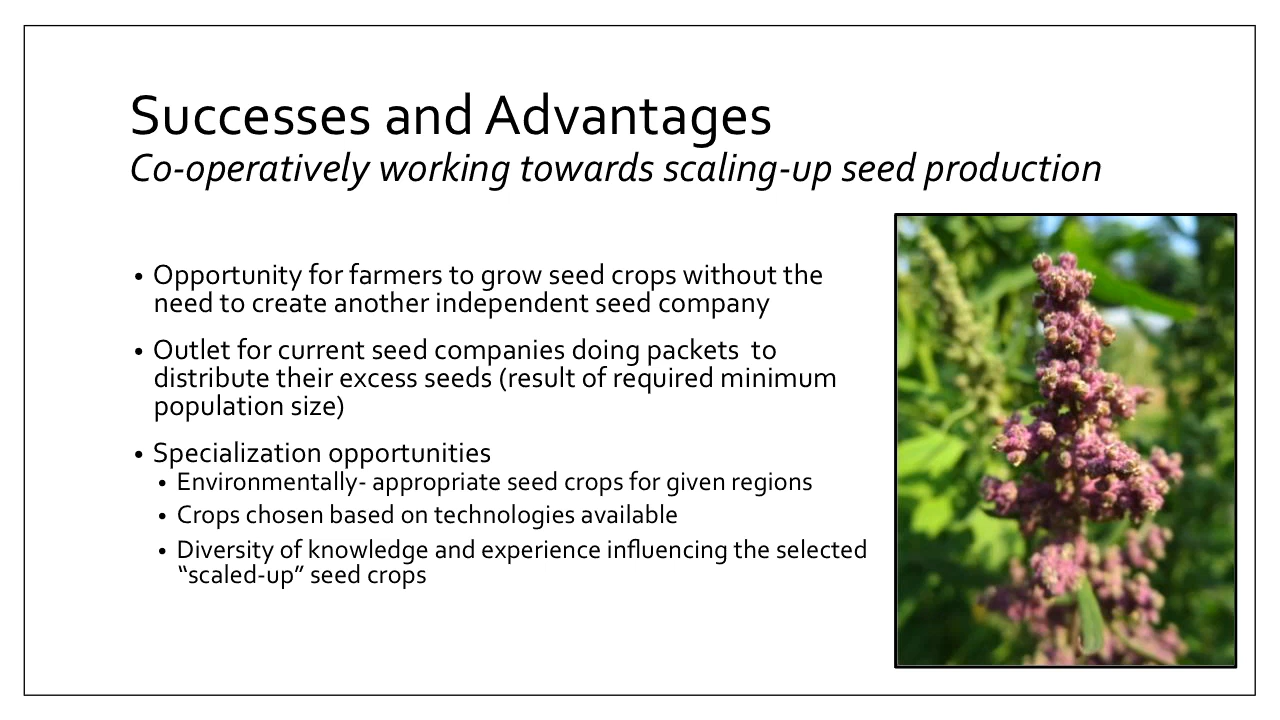 Successes and Advantages
Co-operatively working towards scaling-up seed production
• Opportunity for farmers to grow seed crops without the
need to create another independent seed company
• Outlet for current seed companies doing packets  to
distribute their excess seeds (result of required minimum
population size)
• Specialization opportunities
• Environmentally- appropriate seed crops for given regions
• Crops chosen based on technologies available
• Diversity of knowledge and experience influencing the selected
“scaled-up” seed crops